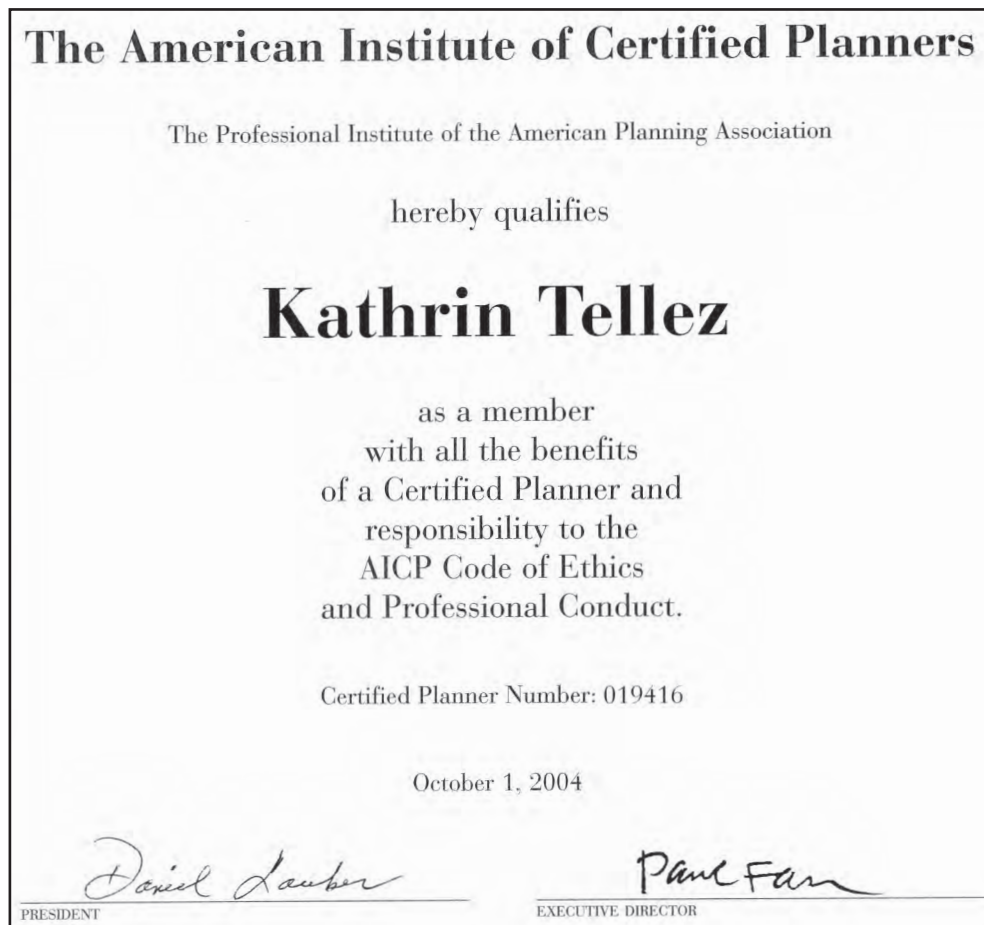 The American Institute of Certified Planners
The Professional Institute of the American Planning Association
hereby qualifies
Kathrin Tellez
as a member
with all the benefits
of a Certified Planner and
responsibility to the
AICP Code of Ethics
and Professional Conduct.
Certified Planner Number: 019416
October 1, 2004
Daniel Lauber
PRESIDENT
Paul Farmer
EXECUTIVE DIRECTOR